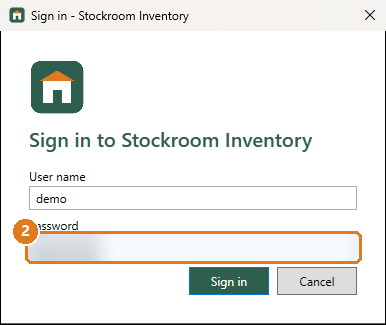 Sign in - Stockroom Inventory
Sign in to Stockroom Inventory
User name
demo
2
assword
Sign in
Cancel